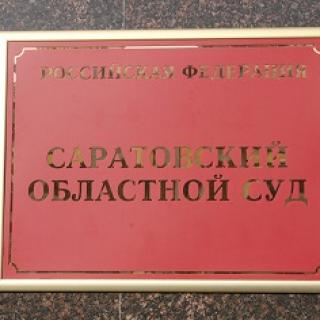 РОССИЙСКАЯ ФЕДЕРАЦИЯ
САРАТОВСКИЙ
ОБЛАСТНОЙ СУД